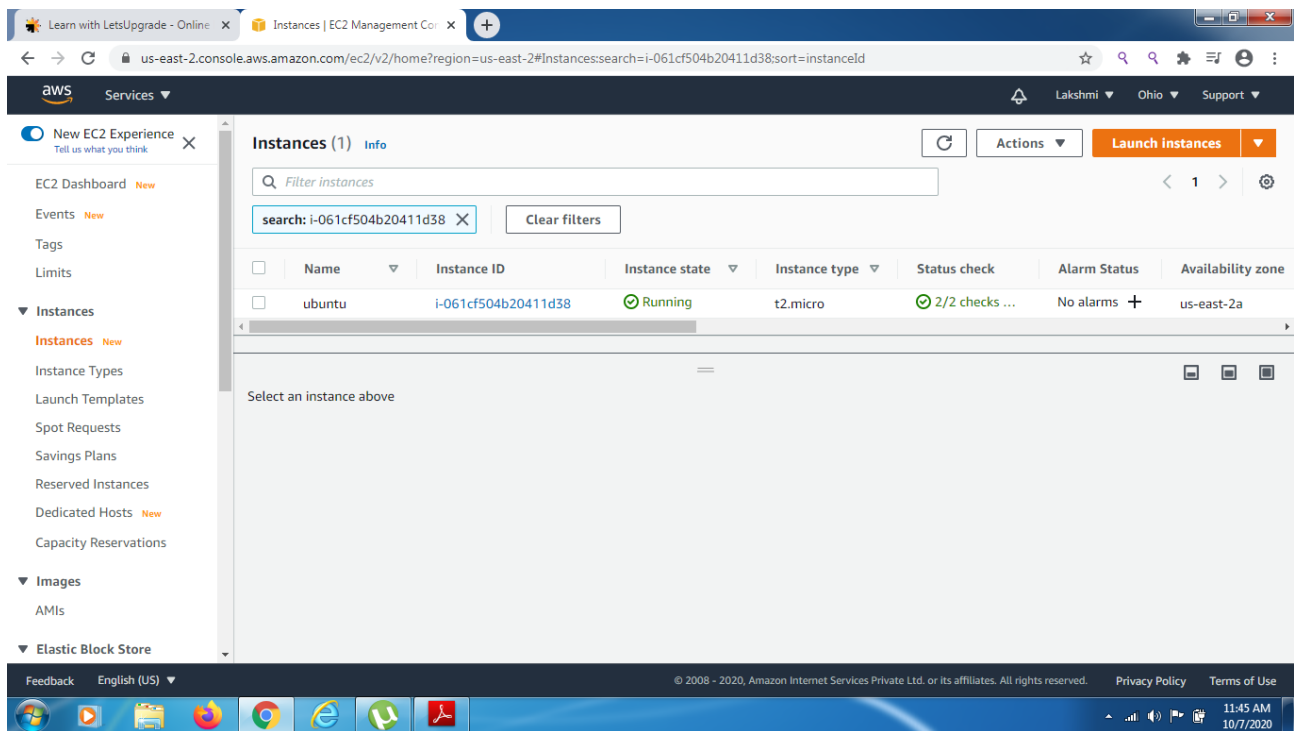 Learn with LetsUpgrade - Online
Instances | EC2 Management Con
us-east-2.console.aws.amazon.com/ec2/v2/home?region=us-east-2#Instances:search=i-061cf504b20411d38;sort=instanceId
aws Services Lakshmi Ohio Support
New EC2 Experience
Tell us what you think
EC2 Dashboard New
Events New
Tags
Limits
Instances
Instances New
Instance Types
Launch Templates
Spot Requests
Savings Plans
Reserved Instances
Dedicated Hosts New
Capacity Reservations
Images
AMIs
Elastic Block Store
Instances (1) Info
Actions
Launch instances
Filter instances
1
search: i-061cf504b20411d38
Clear filters
Name Instance ID Instance state Instance type Status check Alarm Status Availability zone
ubuntu i-061cf504b20411d38 Running t2.micro 2/2 checks ... No alarms us-east-2a
Select an instance above
Feedback English (US) © 2008 - 2020, Amazon Internet Services Private Ltd. or its affiliates. All rights reserved. Privacy Policy Terms of Use
11:45 AM
10/7/2020